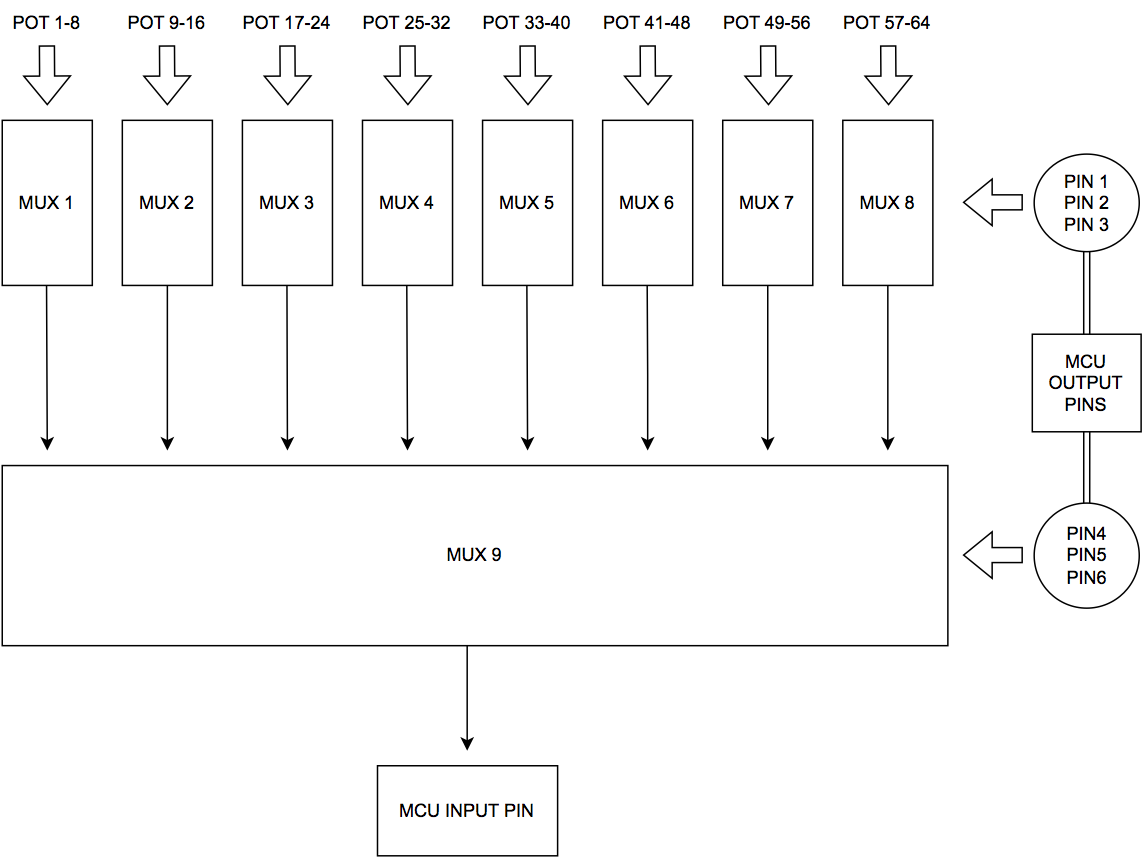 POT 1-8
POT 9-16
POT 17-24
POT 25-32
POT 33-40
POT 41-48
POT 49-56
POT 57-64
MUX 1
MUX 2
MUX 3
MUX 4
MUX 5
MUX 6
MUX 7
MUX 8
PIN 1
PIN 2
PIN 3
MCU
OUTPUT
PINS
MUX 9
PIN4
PIN5
PIN6
MCU INPUT PIN